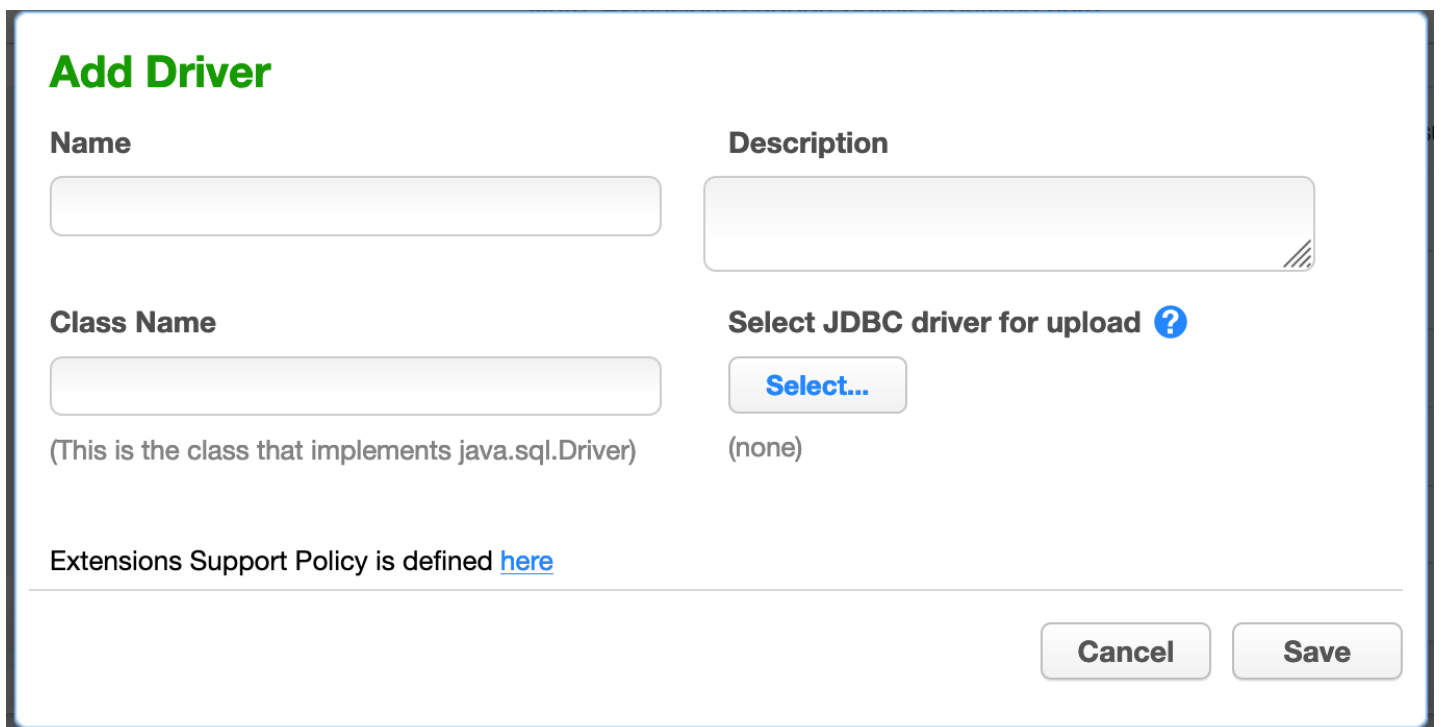 Add Driver
Name
Description
Class Name
Select JDBC driver for upload ?
Select...
(This is the class that implements java.sql.Driver)
(none)
Extensions Support Policy is defined here
Cancel
Save